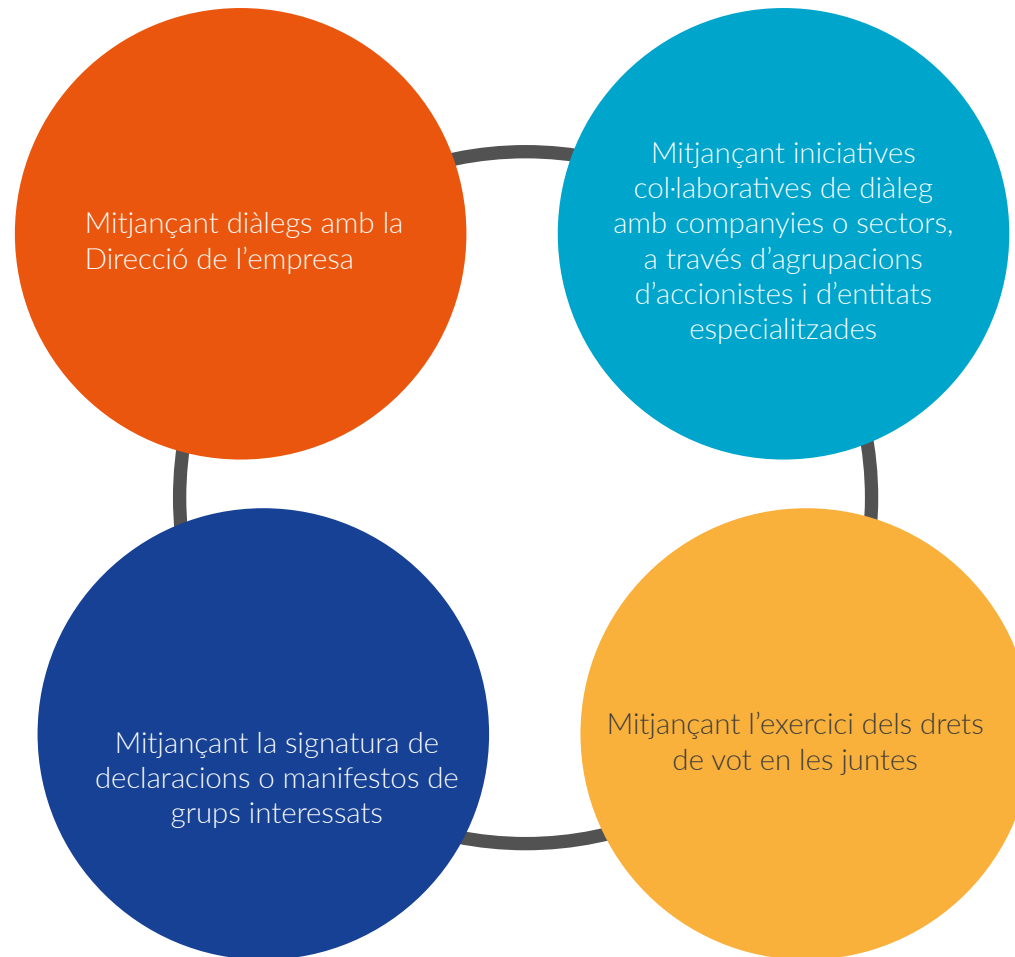 Mitjançant diàlegs amb la
Direcció de l’empresa
Mitjançant iniciatives
col·laboratives de diàleg
amb companyies o sectors,
a través d’agrupacions
d’accionistes i d’entitats
especialitzades
Mitjançant la signatura de
declaracions o manifestos de
grups interessats
Mitjançant l’exercici dels drets
de vot en les juntes